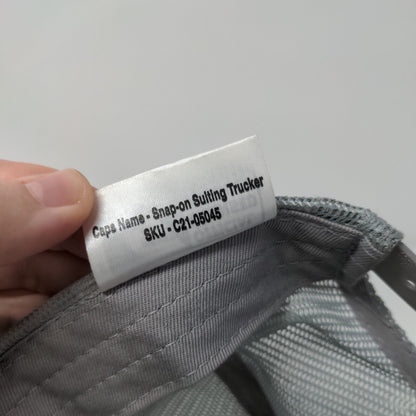 Caps Name - Snap-on Suiting Trucker
SKU - C21-05045